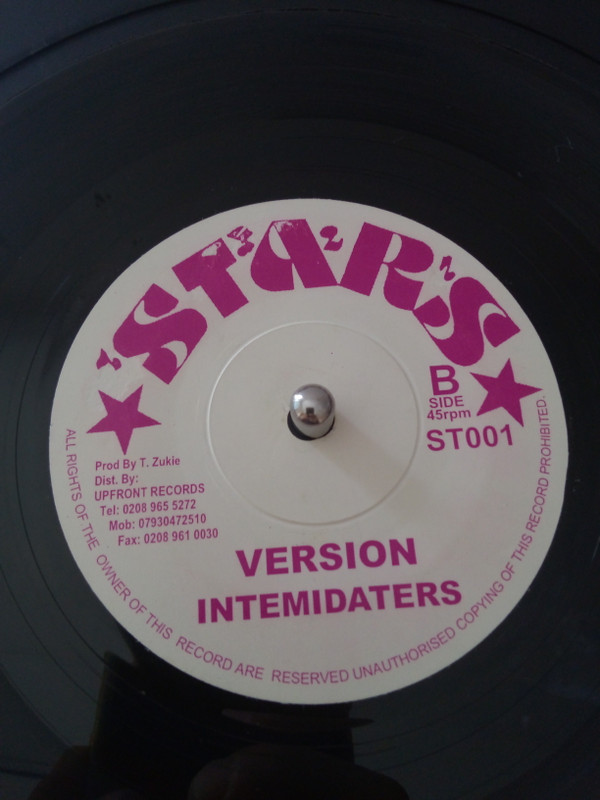 STARS
B
SIDE
45rpm
ST001
Prod By T. Zukie
Dist. By:
UPFRONT RECORDS
Tel: 0208 965 5272
Mob: 07930472510
Fax: 0208 961 0030
VERSION
INTEMIDATERS
ALL RIGHTS OF THE OWNER OF THIS RECORD ARE RESERVED UNAUTHORISED COPYING OF THIS RECORD PROHIBITED.